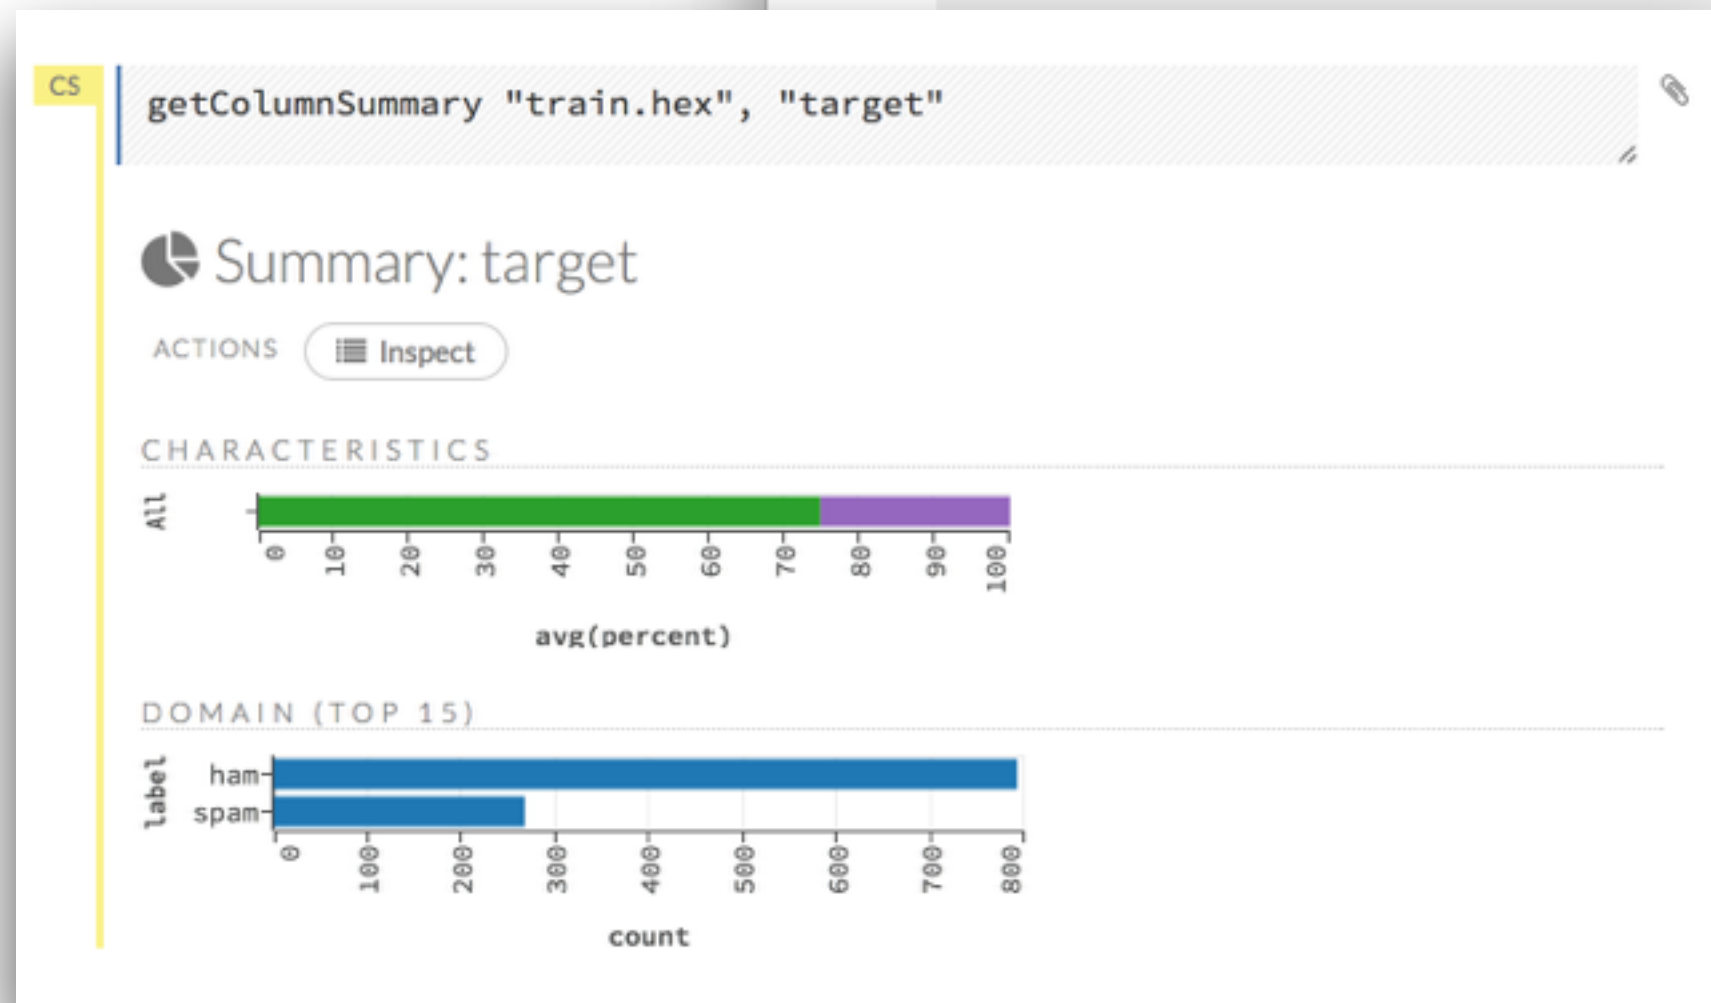 CS
getColumnSummary "train.hex", "target"
Summary: target
ACTIONS Inspect
CHARACTERISTICS
All
0 10 20 30 40 50 60 70 80 90 100
avg(percent)
DOMAIN (TOP 15)
label
ham
spam
0 100 200 300 400 500 600 700 800
count